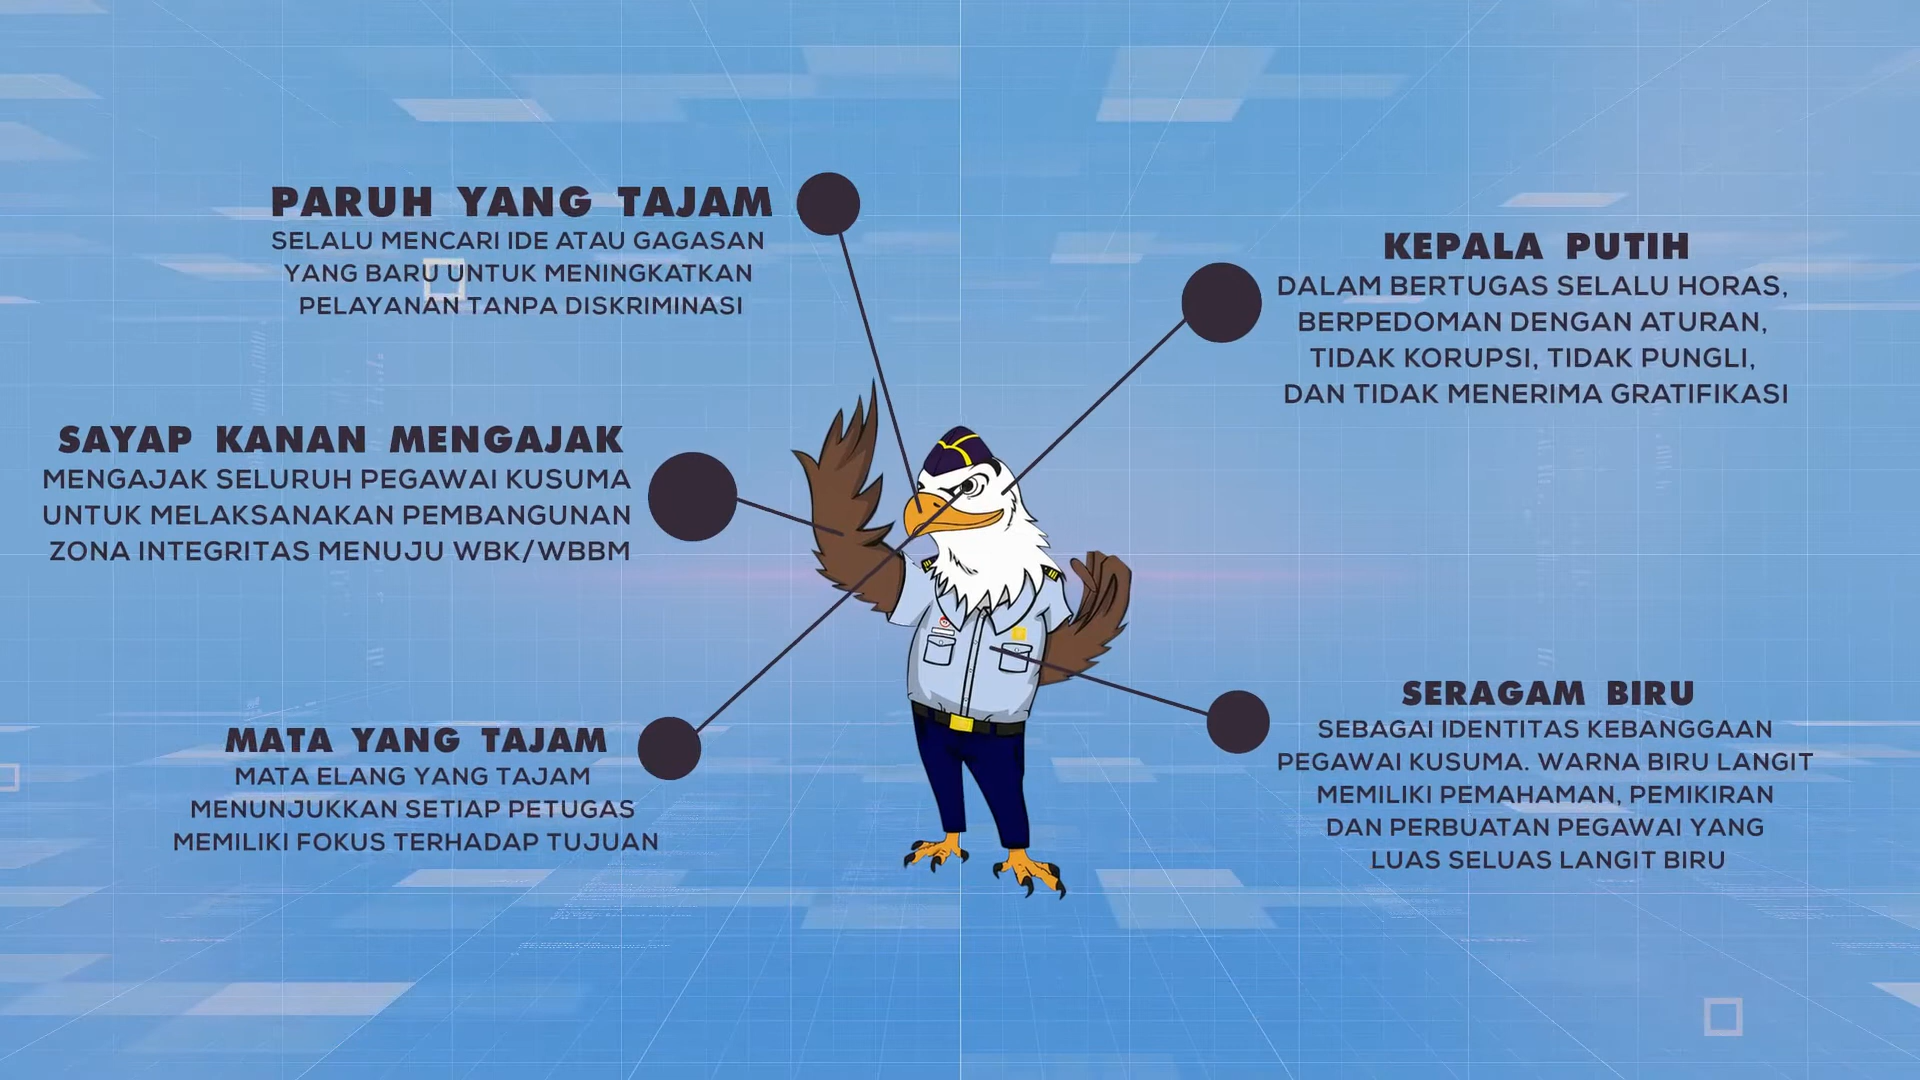 PARUH YANG TAJAM
SELALU MENCARI IDE ATAU GAGASAN
YANG BARU UNTUK MENINGKATKAN
PELAYANAN TANPA DISKRIMINASI
KEPALA PUTIH
DALAM BERTUGAS SELALU HORAS,
BERPEDOMAN DENGAN ATURAN,
TIDAK KORUPSI, TIDAK PUNGLI,
DAN TIDAK MENERIMA GRATIFIKASI
SAYAP KANAN MENGAJAK
MENGAJAK SELURUH PEGAWAI KUSUMA
UNTUK MELAKSANAKAN PEMBANGUNAN
ZONA INTEGRITAS MENUJU WBK/WBBM
MATA YANG TAJAM
MATA ELANG YANG TAJAM
MENUNJUKKAN SETIAP PETUGAS
MEMILIKI FOKUS TERHADAP TUJUAN
SERAGAM BIRU
SEBAGAI IDENTITAS KEBANGGAAN
PEGAWAI KUSUMA. WARNA BIRU LANGIT
MEMILIKI PEMAHAMAN, PEMIKIRAN
DAN PERBUATAN PEGAWAI YANG
LUAS SELUAS LANGIT BIRU